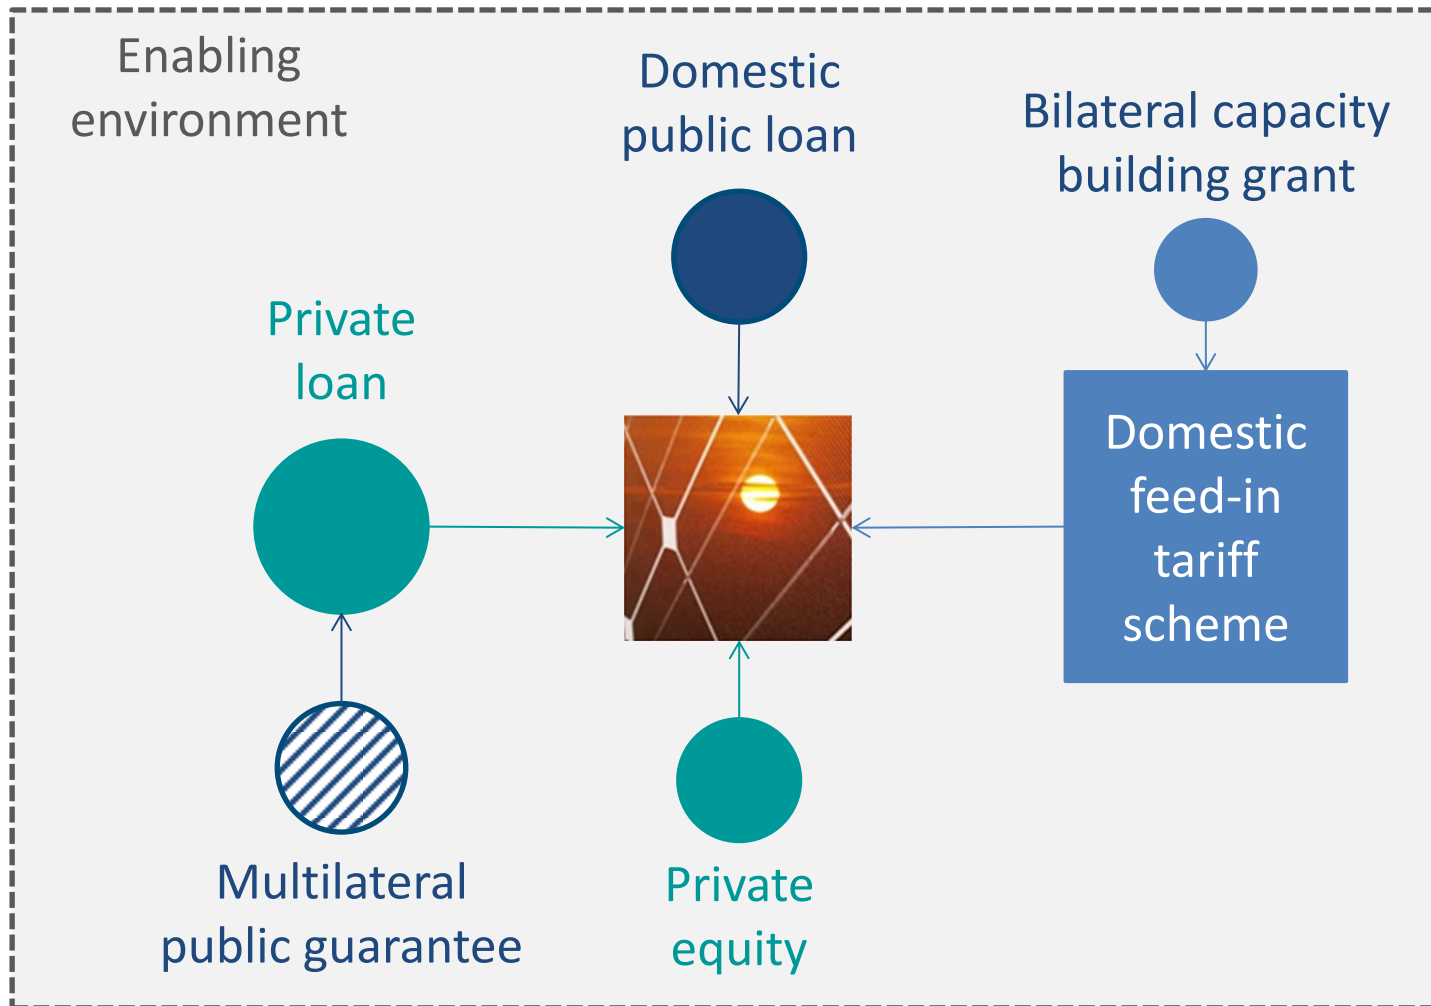 Enabling
environment
Domestic
public loan
Bilateral capacity
building grant
Private
loan
Domestic
feed-in
tariff
scheme
Multilateral
public guarantee
Private
equity